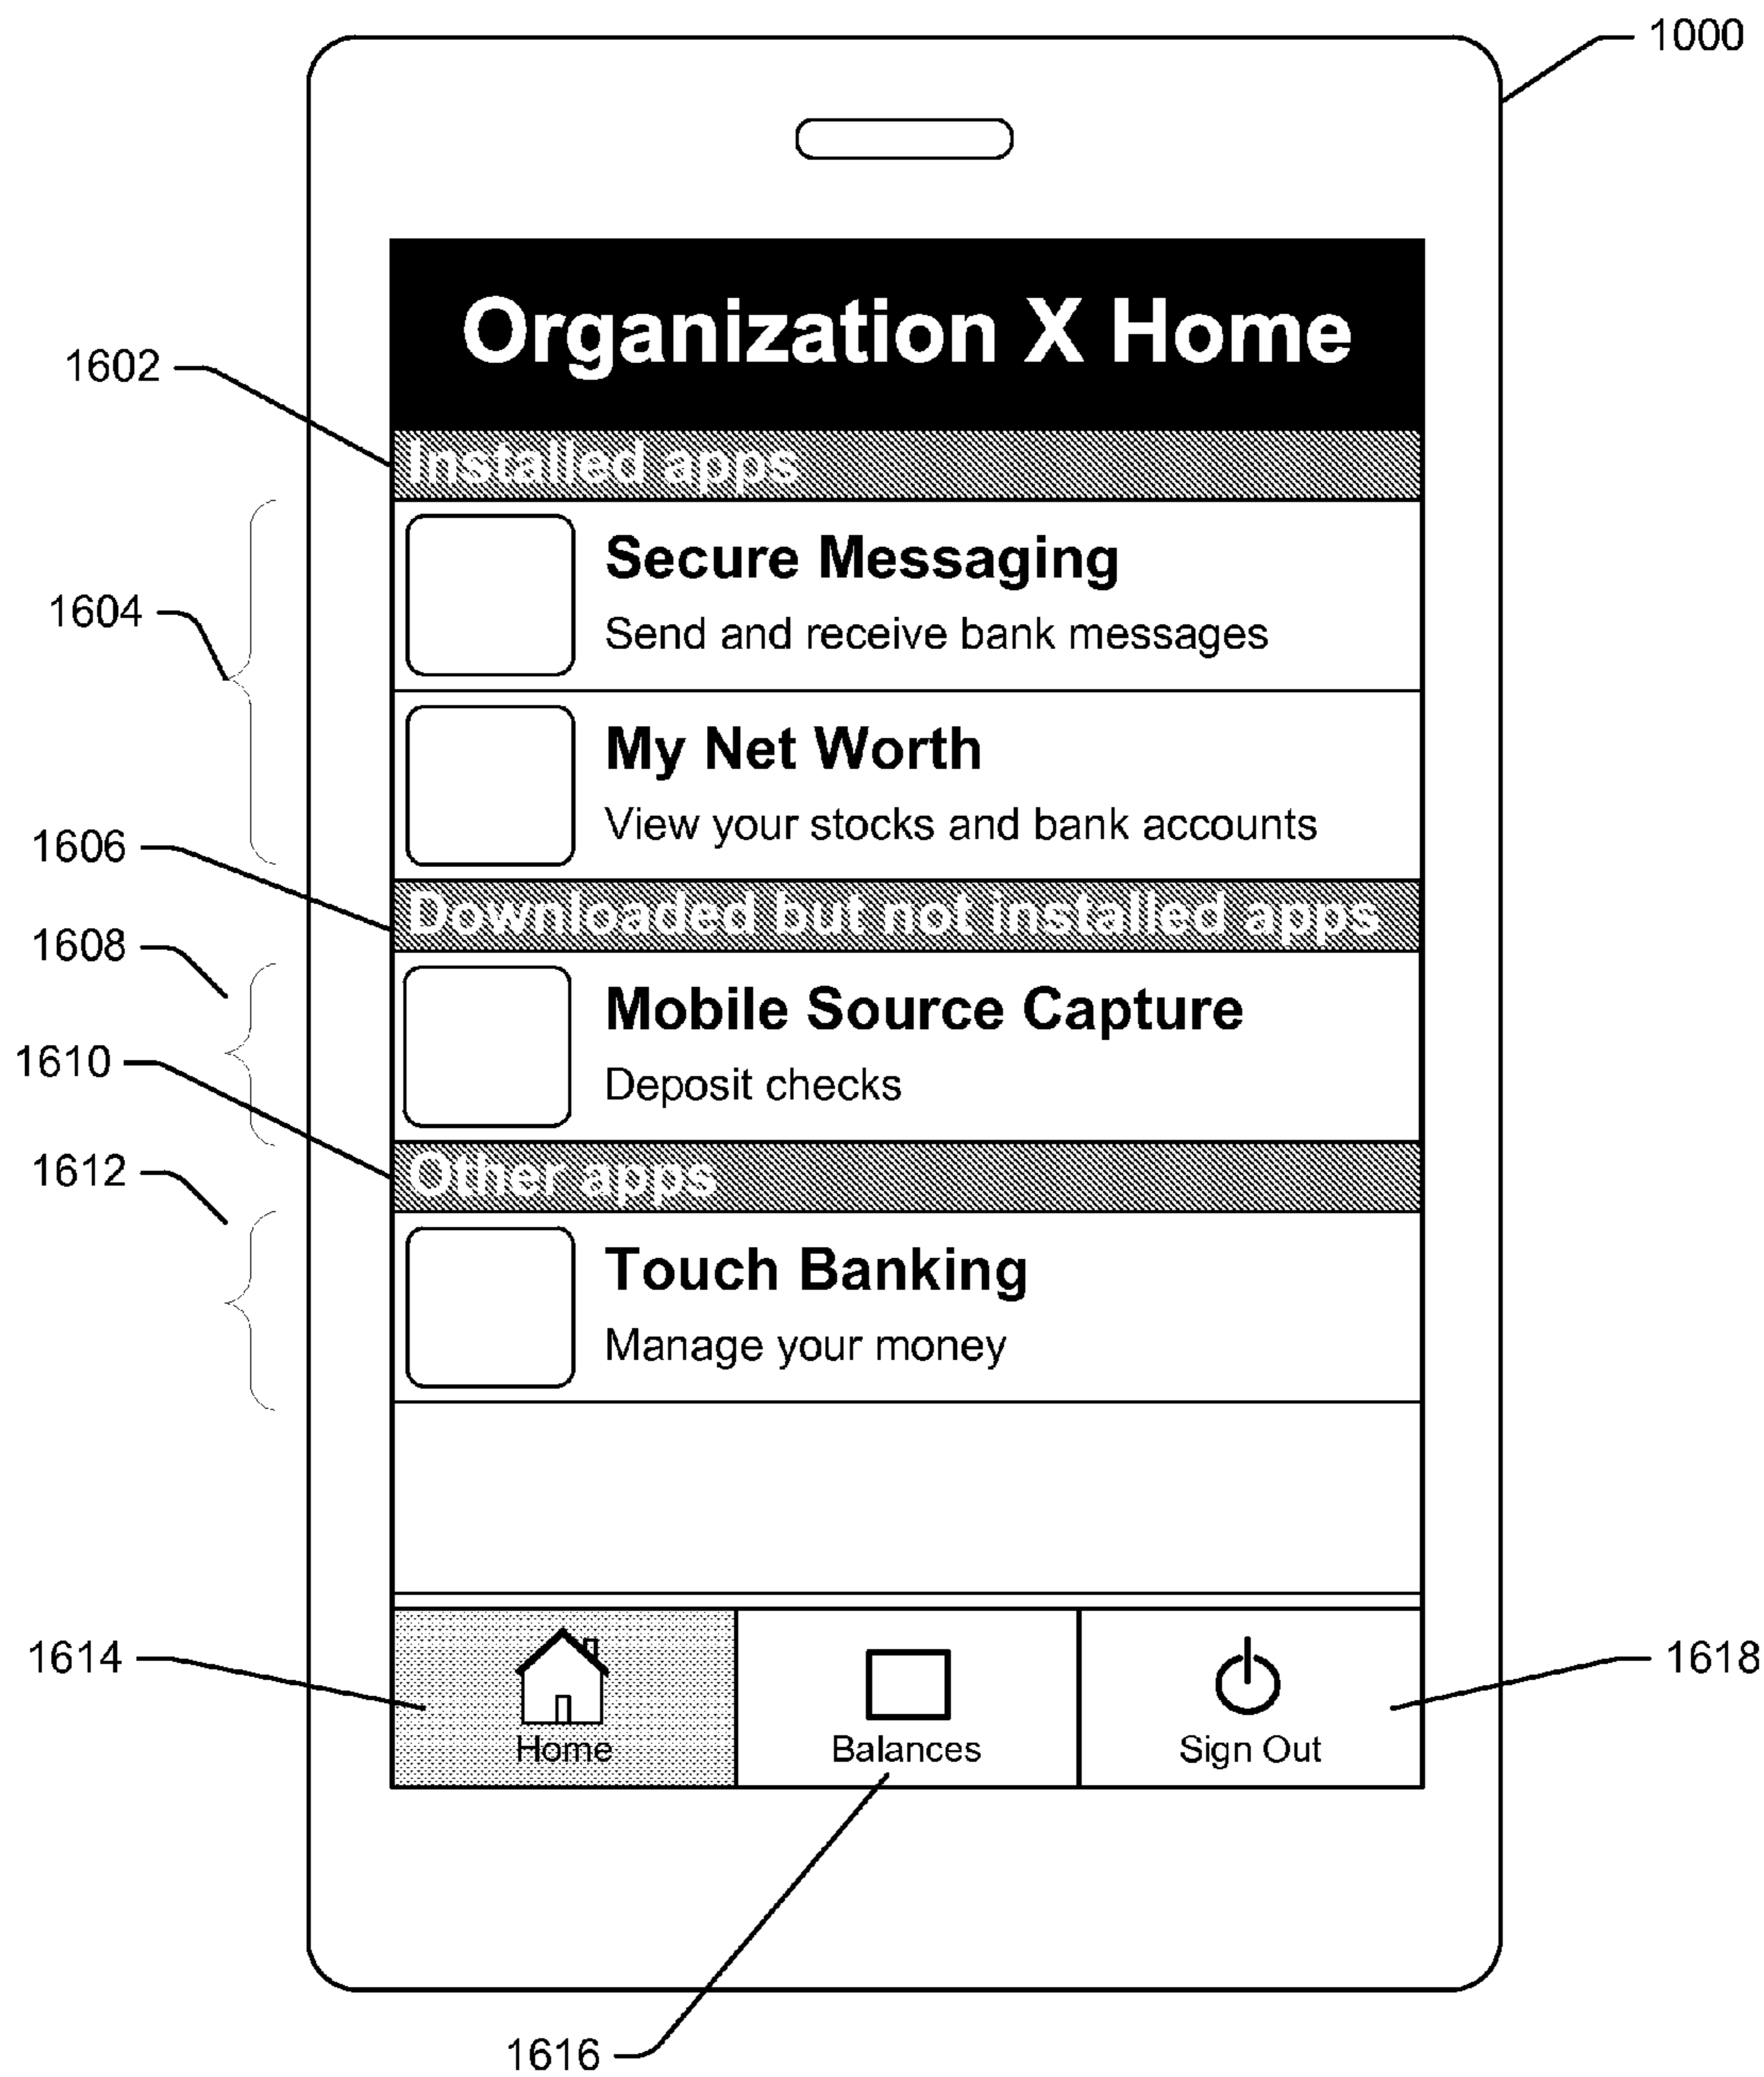 1000
Organization X Home
1602
Installed apps
Secure Messaging
1604
Send and receive bank messages
My Net Worth
View your stocks and bank accounts
1606
Downloaded but not installed apps
1608
Mobile Source Capture
1610
Deposit checks
1612
Other apps
Touch Banking
Manage your money
1614
1618
Home
Balances
Sign Out
1616